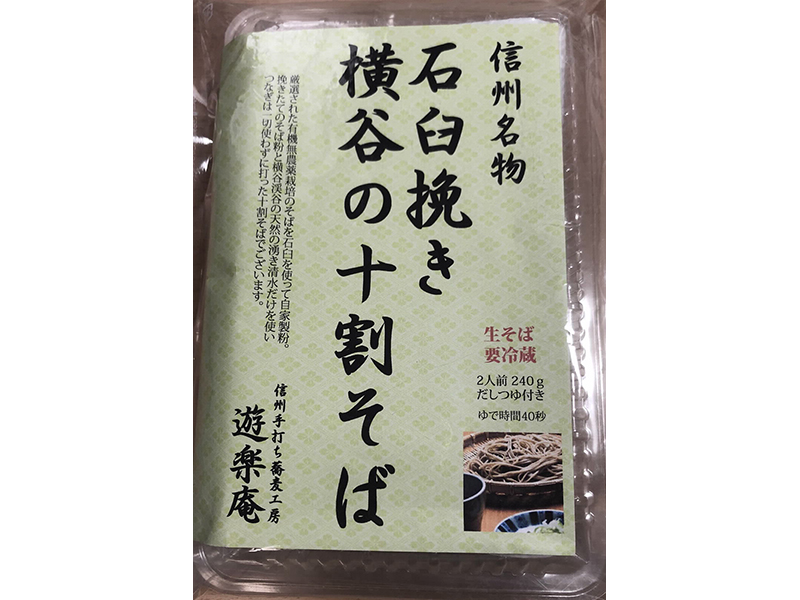 信州名物
石臼挽き
横谷の十割そば
厳選された有機無農薬栽培のそばを石臼を使って自家製粉。
挽きたてのそば粉と横谷渓谷の天然の湧き清水だけを使い
つなぎは一切使わずに打った十割そばでございます。
生そば
要冷蔵
2人前 240g
だしつゆ付き
ゆで時間40秒
信州手打ち蕎麦工房
遊楽庵